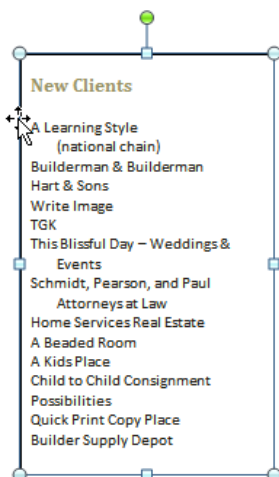 New Clients
A Learning Style
(national chain)
Builderman & Builderman
Hart & Sons
Write Image
TGK
This Blissful Day – Weddings &
Events
Schmidt, Pearson, and Paul
Attorneys at Law
Home Services Real Estate
A Beaded Room
A Kids Place
Child to Child Consignment
Possibilities
Quick Print Copy Place
Builder Supply Depot